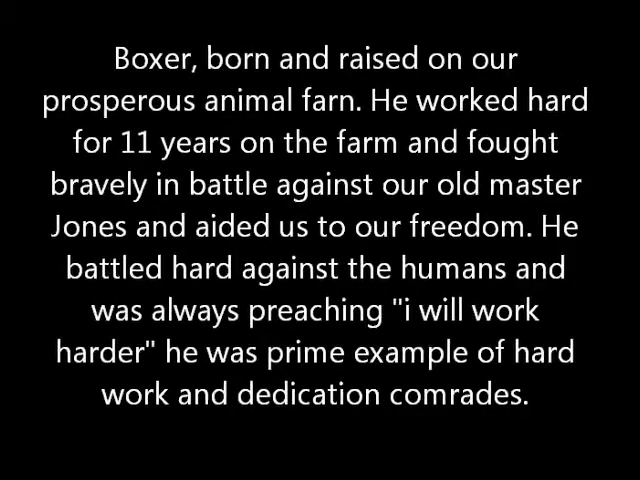 Boxer, born and raised on our
prosperous animal farn. He worked hard
for 11 years on the farm and fought
bravely in battle against our old master
Jones and aided us to our freedom. He
battled hard against the humans and
was always preaching "i will work
harder" he was prime example of hard
work and dedication comrades.